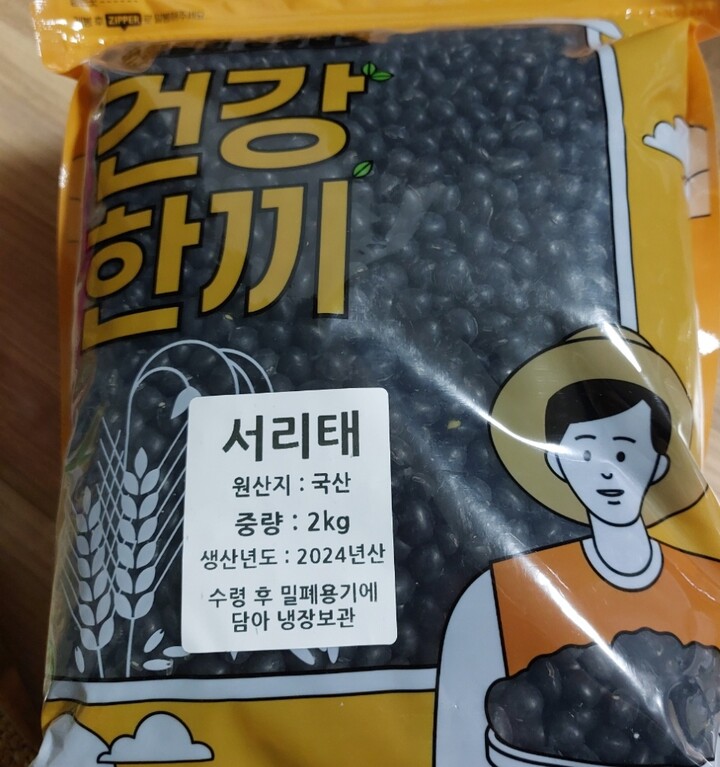 ZIPPER
건강
한끼
서리태
원산지 : 국산
중량 : 2kg
생산년도 : 2024년산
수령 후 밀폐용기에
담아 냉장보관